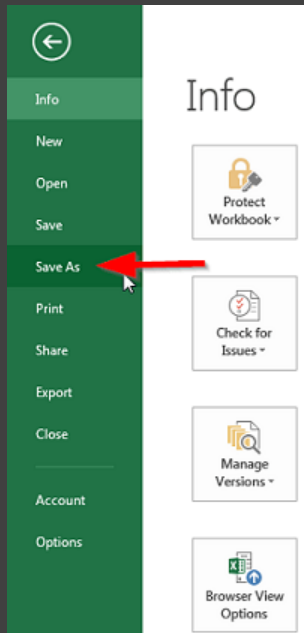 Info
New
Open
Save
Save As
Print
Share
Export
Close
Account
Options
Info
Protect
Workbook
Check for
Issues
Manage
Versions
Browser View
Options